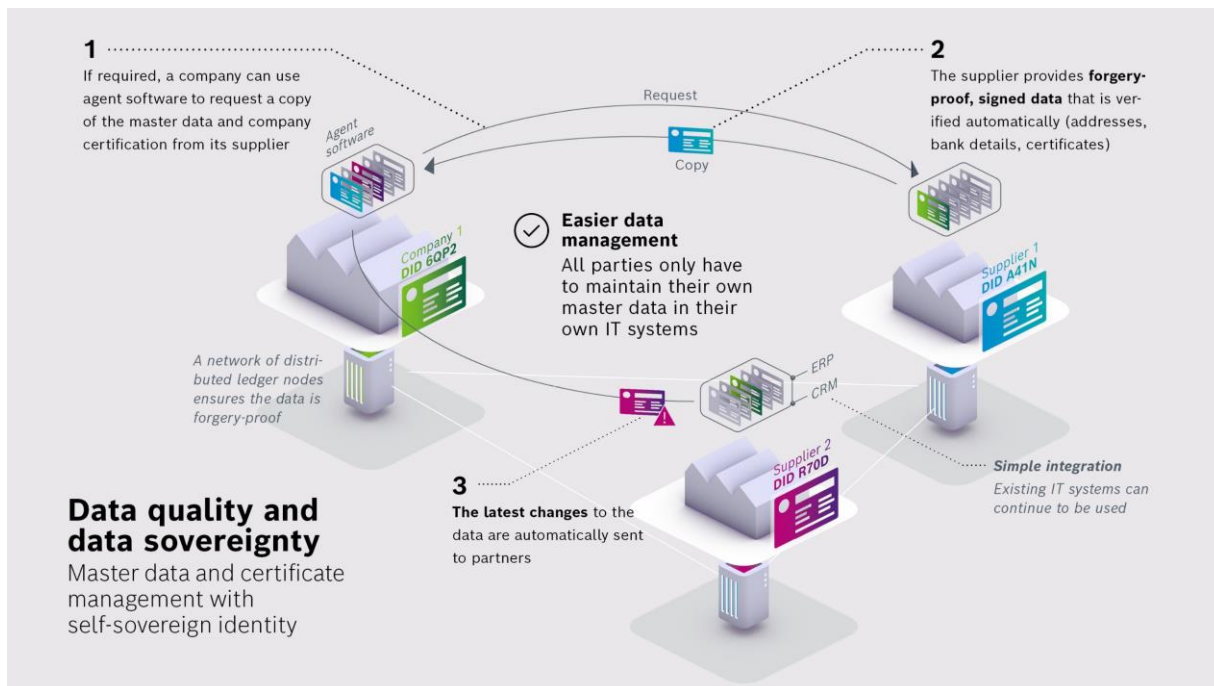 1
If required, a company can use
agent software to request a copy
of the master data and company
certification from its supplier
Agent
software
Request
Copy
2
The supplier provides forgery-
proof, signed data that is ver-
ified automatically (addresses,
bank details, certificates)
Company 1
DID 6QP2
Easier data
management
All parties only have
to maintain their own
master data in their
own IT systems
Supplier 1
DID A41N
A network of distri-
buted ledger nodes
ensures the data is
forgery-proof
ERP
CRM
3
The latest changes to the
data are automatically sent
to partners
Supplier 2
DID R70D
Simple integration
Existing IT systems can
continue to be used
Data quality and
data sovereignty
Master data and certificate
management with
self-sovereign identity